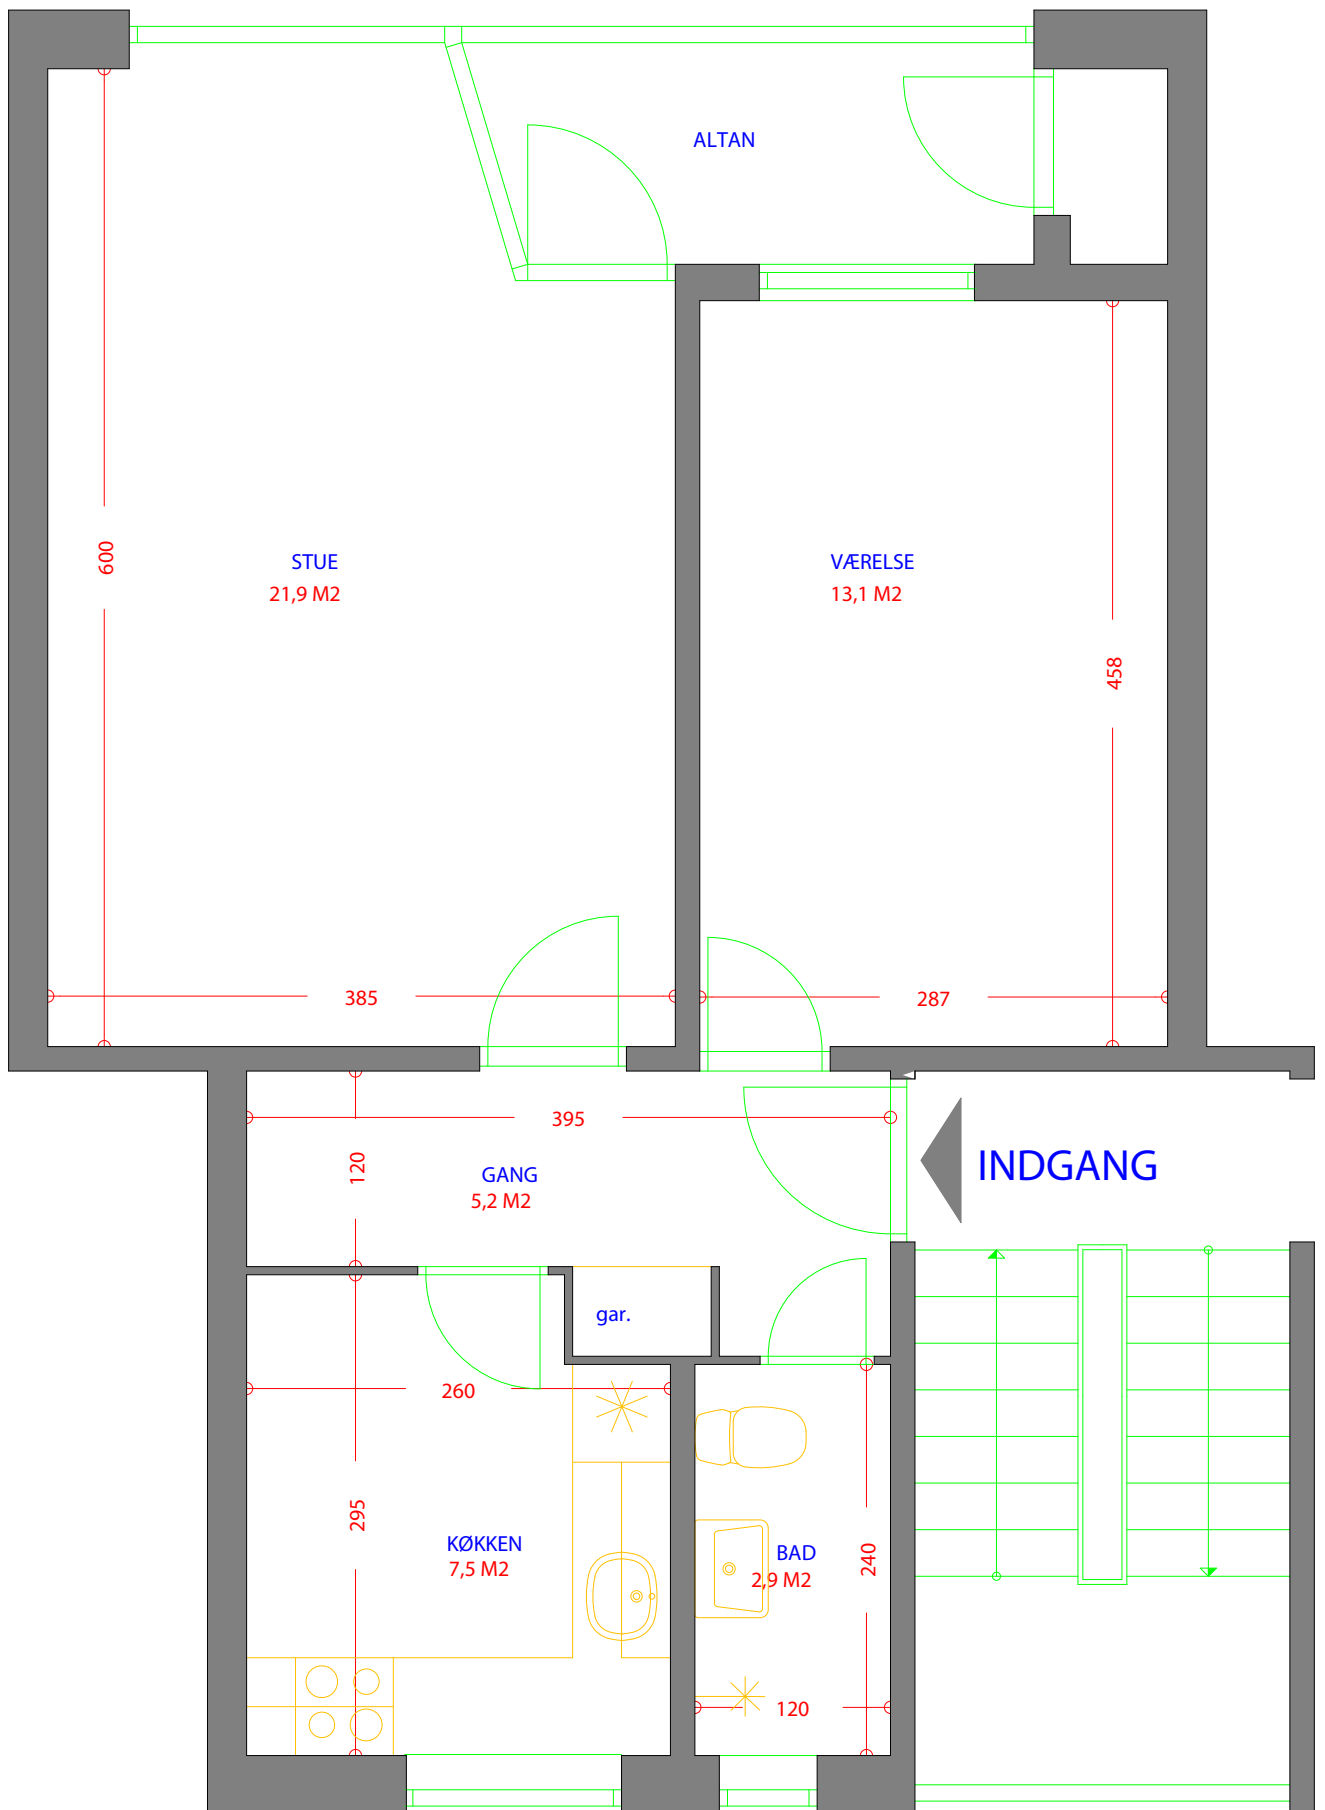 ALTAN
600
STUE
21,9 M2
VÆRELSE
13,1 M2
458
385
287
395
120
GANG
5,2 M2
INDGANG
gar.
260
295
KØKKEN
7,5 M2
BAD
2,9 M2
240
120